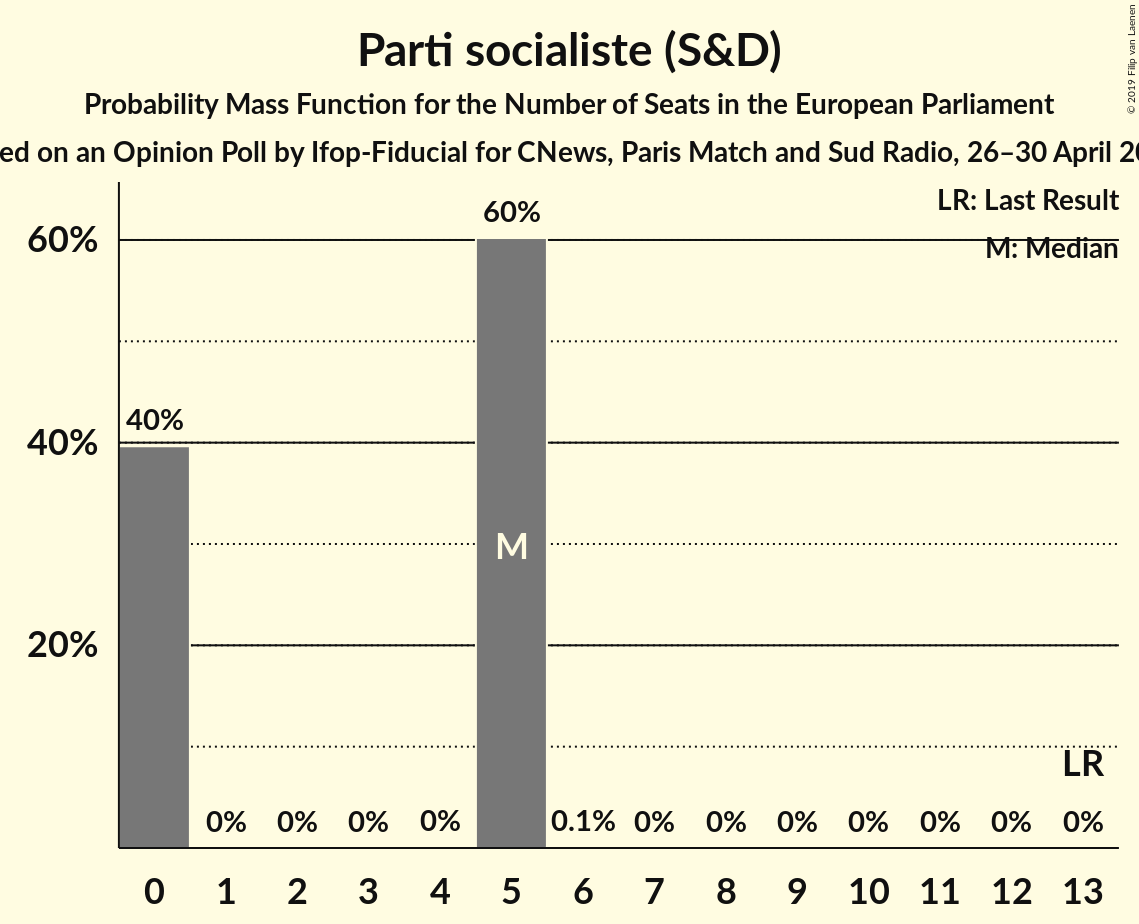 Parti socialiste (S&D)
Probability Mass Function for the Number of Seats in the European Parliament
ed on an Opinion Poll by Ifop-Fiducial for CNews, Paris Match and Sud Radio, 26–30 April 20
© 2019 Filip van Laenen
LR: Last Result
M: Median
60%
60%
40%
40%
20%
M
LR
0% 0% 0% 0% 0.1% 0% 0% 0% 0% 0% 0% 0%
0 1 2 3 4 5 6 7 8 9 10 11 12 13